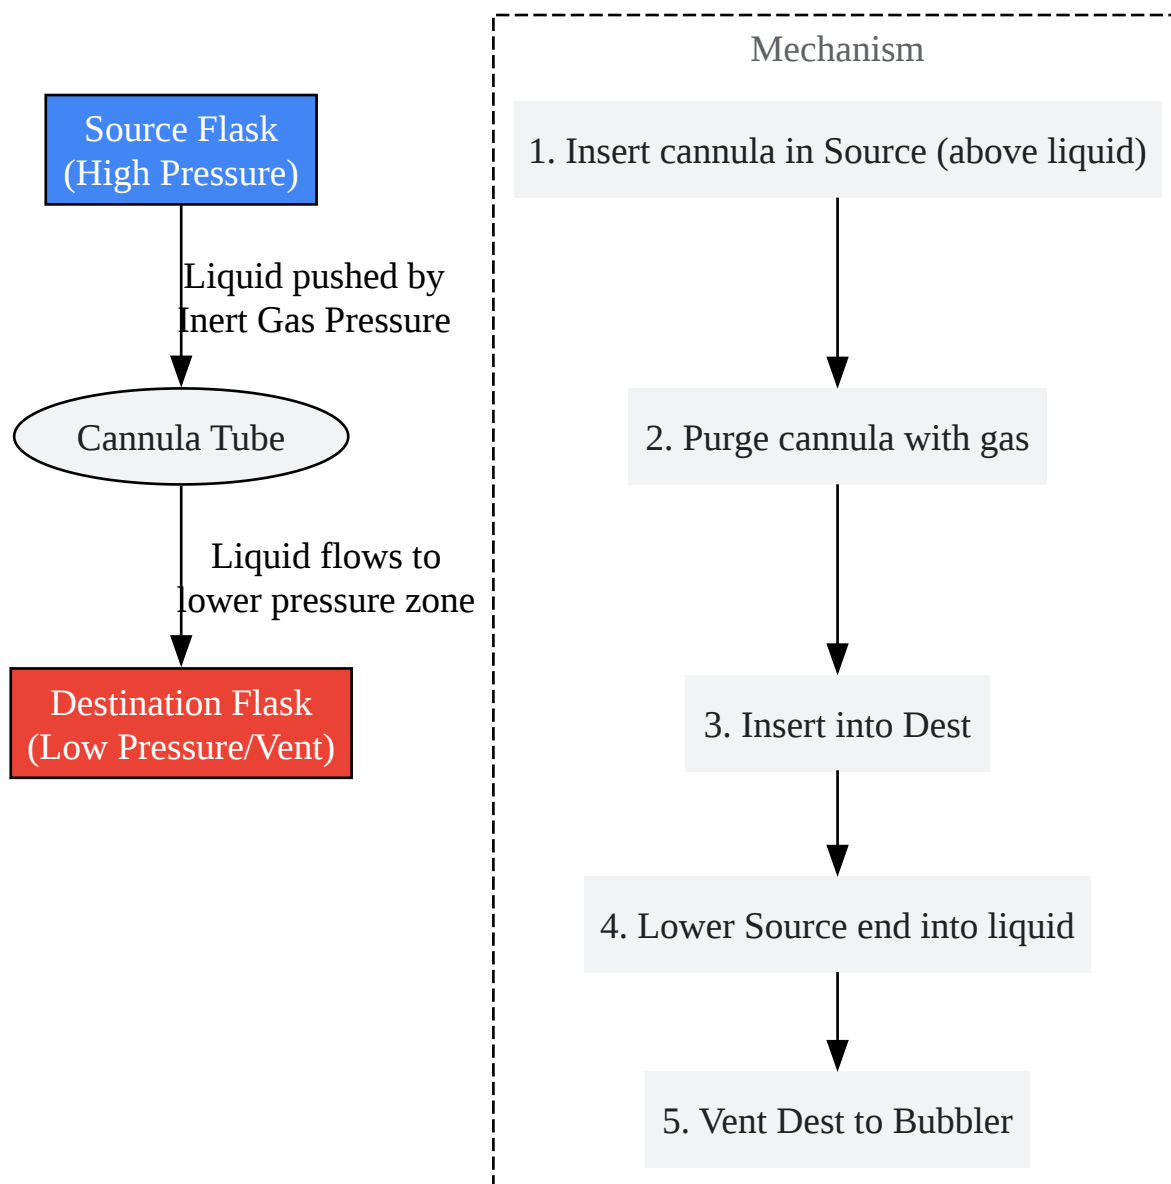 Source Flask
(High Pressure)
Liquid pushed by
Inert Gas Pressure
Cannula Tube
Liquid flows to
lower pressure zone
Destination Flask
(Low Pressure/Vent)
Mechanism
1. Insert cannula in Source (above liquid)
2. Purge cannula with gas
3. Insert into Dest
4. Lower Source end into liquid
5. Vent Dest to Bubbler